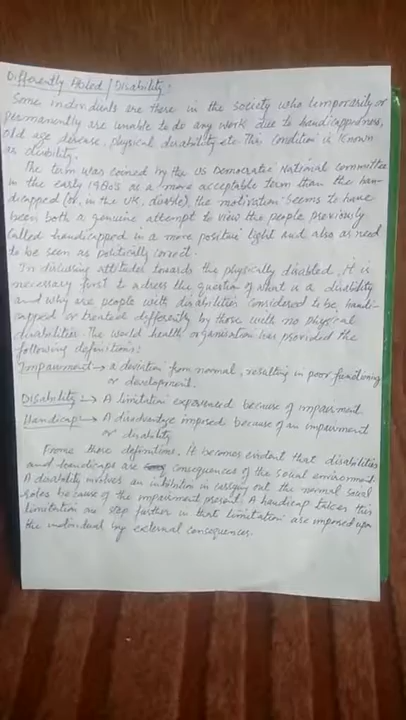 Differently Abled / Disability :
Some individuals are there in the society who temporarily or
permanently are unable to do any work due to handicappedness,
old age disease, physical disability etc. This condition is known
as disability.
The term was coined by the US Democratic National committee
in the early 1980s as a more acceptable term than the han-
dicapped (or, in the UK, disable), the motivation seems to have
been both a genuine attempt to view the people previously
called handicapped in a more positive light and also as need
to be seen as politically correct.
In discussing attitudes towards the physically disabled, it is
necessary first to adress the question of what is a disability
and why are people with disabilities considered to be handi-
capped or treated differently by those with no physical
disabilities. The world health organisation has provided the
following definitions:
Impairment → a deviation from normal, resulting in poor functioning
or development.
Disability → A limitation experienced because of impairment
Handicap → A disadvantage imposed because of an impairment
or disability
From these definitions, It becomes evident that disabilities
and handicaps are consequences of the social environment.
A disability involves an inhibition in carrying out the normal social
roles because of the impairment present. A handicap takes this
limitation one step further in that limitation are imposed upon
the individual by external consequences.